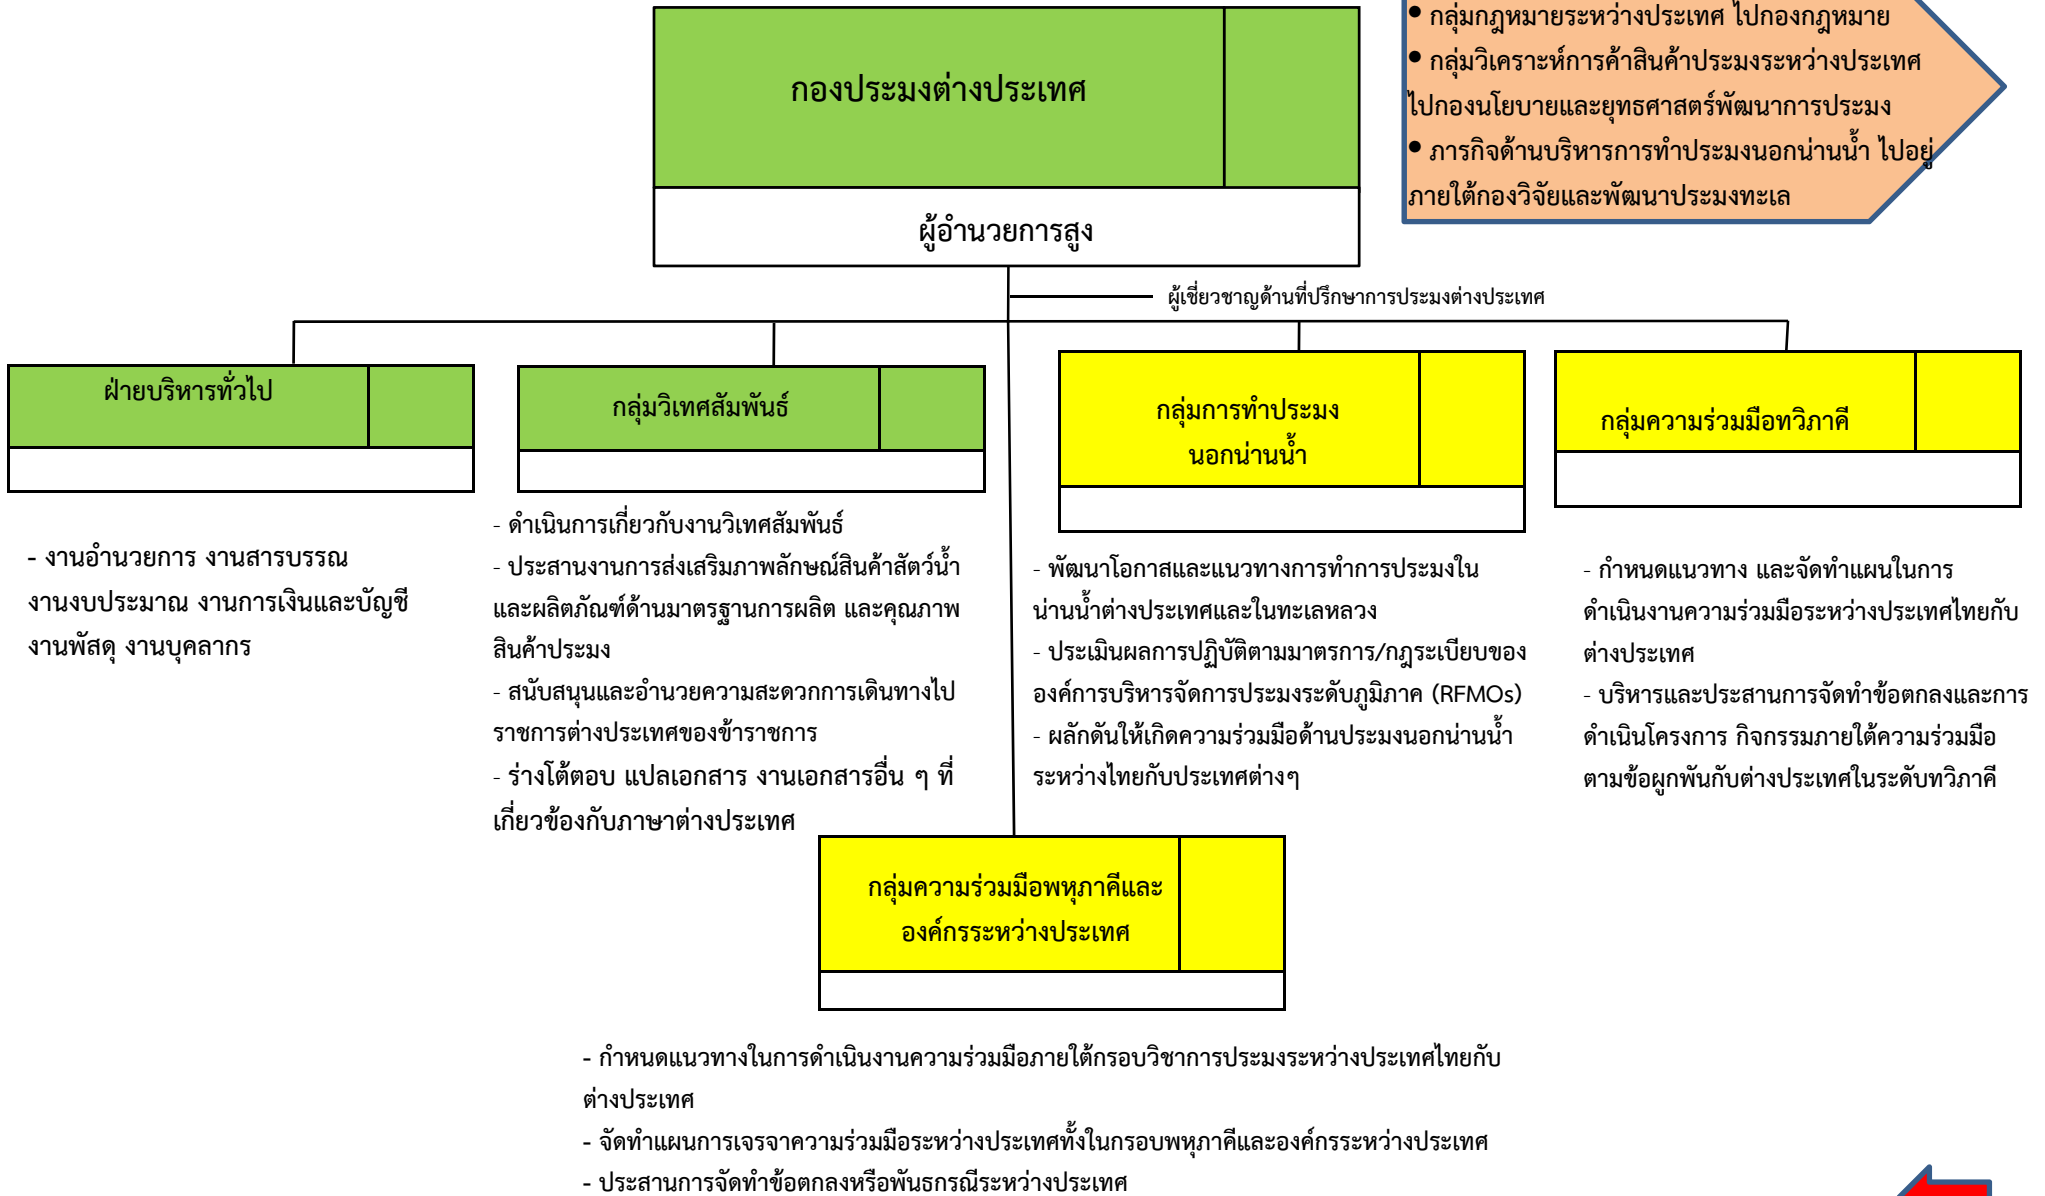 กองประมงต่างประเทศ
ผู้อำนวยการสูง
• กลุ่มกฎหมายระหว่างประเทศ ไปกองกฎหมาย
• กลุ่มวิเคราะห์การค้าสินค้าประมงระหว่างประเทศ
ไปกองนโยบายและยุทธศาสตร์พัฒนาการประมง
• ภารกิจด้านบริหารการทำประมงนอกน่านน้ำ ไปอยู่
ภายใต้กองวิจัยและพัฒนาประมงทะเล
ผู้เชี่ยวชาญด้านที่ปรึกษาการประมงต่างประเทศ
ฝ่ายบริหารทั่วไป
- งานอำนวยการ งานสารบรรณ
งานงบประมาณ งานการเงินและบัญชี
งานพัสดุ งานบุคลากร
กลุ่มวิเทศสัมพันธ์
- ดำเนินการเกี่ยวกับงานวิเทศสัมพันธ์
- ประสานงานการส่งเสริมภาพลักษณ์สินค้าสัตว์น้ำ
และผลิตภัณฑ์ด้านมาตรฐานการผลิต และคุณภาพ
สินค้าประมง
- สนับสนุนและอำนวยความสะดวกการเดินทางไป
ราชการต่างประเทศของข้าราชการ
- ร่างโต้ตอบ แปลเอกสาร งานเอกสารอื่น ๆ ที่
เกี่ยวข้องกับภาษาต่างประเทศ
กลุ่มการทำประมง
นอกน่านน้ำ
- พัฒนาโอกาสและแนวทางการทำการประมงใน
น่านน้ำต่างประเทศและในทะเลหลวง
- ประเมินผลการปฏิบัติตามมาตรการ/กฎระเบียบของ
องค์การบริหารจัดการประมงระดับภูมิภาค (RFMOs)
- ผลักดันให้เกิดความร่วมมือด้านประมงนอกน่านน้ำ
ระหว่างไทยกับประเทศต่างๆ
กลุ่มความร่วมมือทวิภาคี
- กำหนดแนวทาง และจัดทำแผนในการ
ดำเนินงานความร่วมมือระหว่างประเทศไทยกับ
ต่างประเทศ
- บริหารและประสานการจัดทำข้อตกลงและการ
ดำเนินโครงการ กิจกรรมภายใต้ความร่วมมือ
ตามข้อผูกพันกับต่างประเทศในระดับทวิภาคี
กลุ่มความร่วมมือพหุภาคีและ
องค์กรระหว่างประเทศ
- กำหนดแนวทางในการดำเนินงานความร่วมมือภายใต้กรอบวิชาการประมงระหว่างประเทศไทยกับ
ต่างประเทศ
- จัดทำแผนการเจรจาความร่วมมือระหว่างประเทศทั้งในกรอบพหุภาคีและองค์กรระหว่างประเทศ
- ประสานการจัดทำข้อตกลงหรือพันธกรณีระหว่างประเทศ